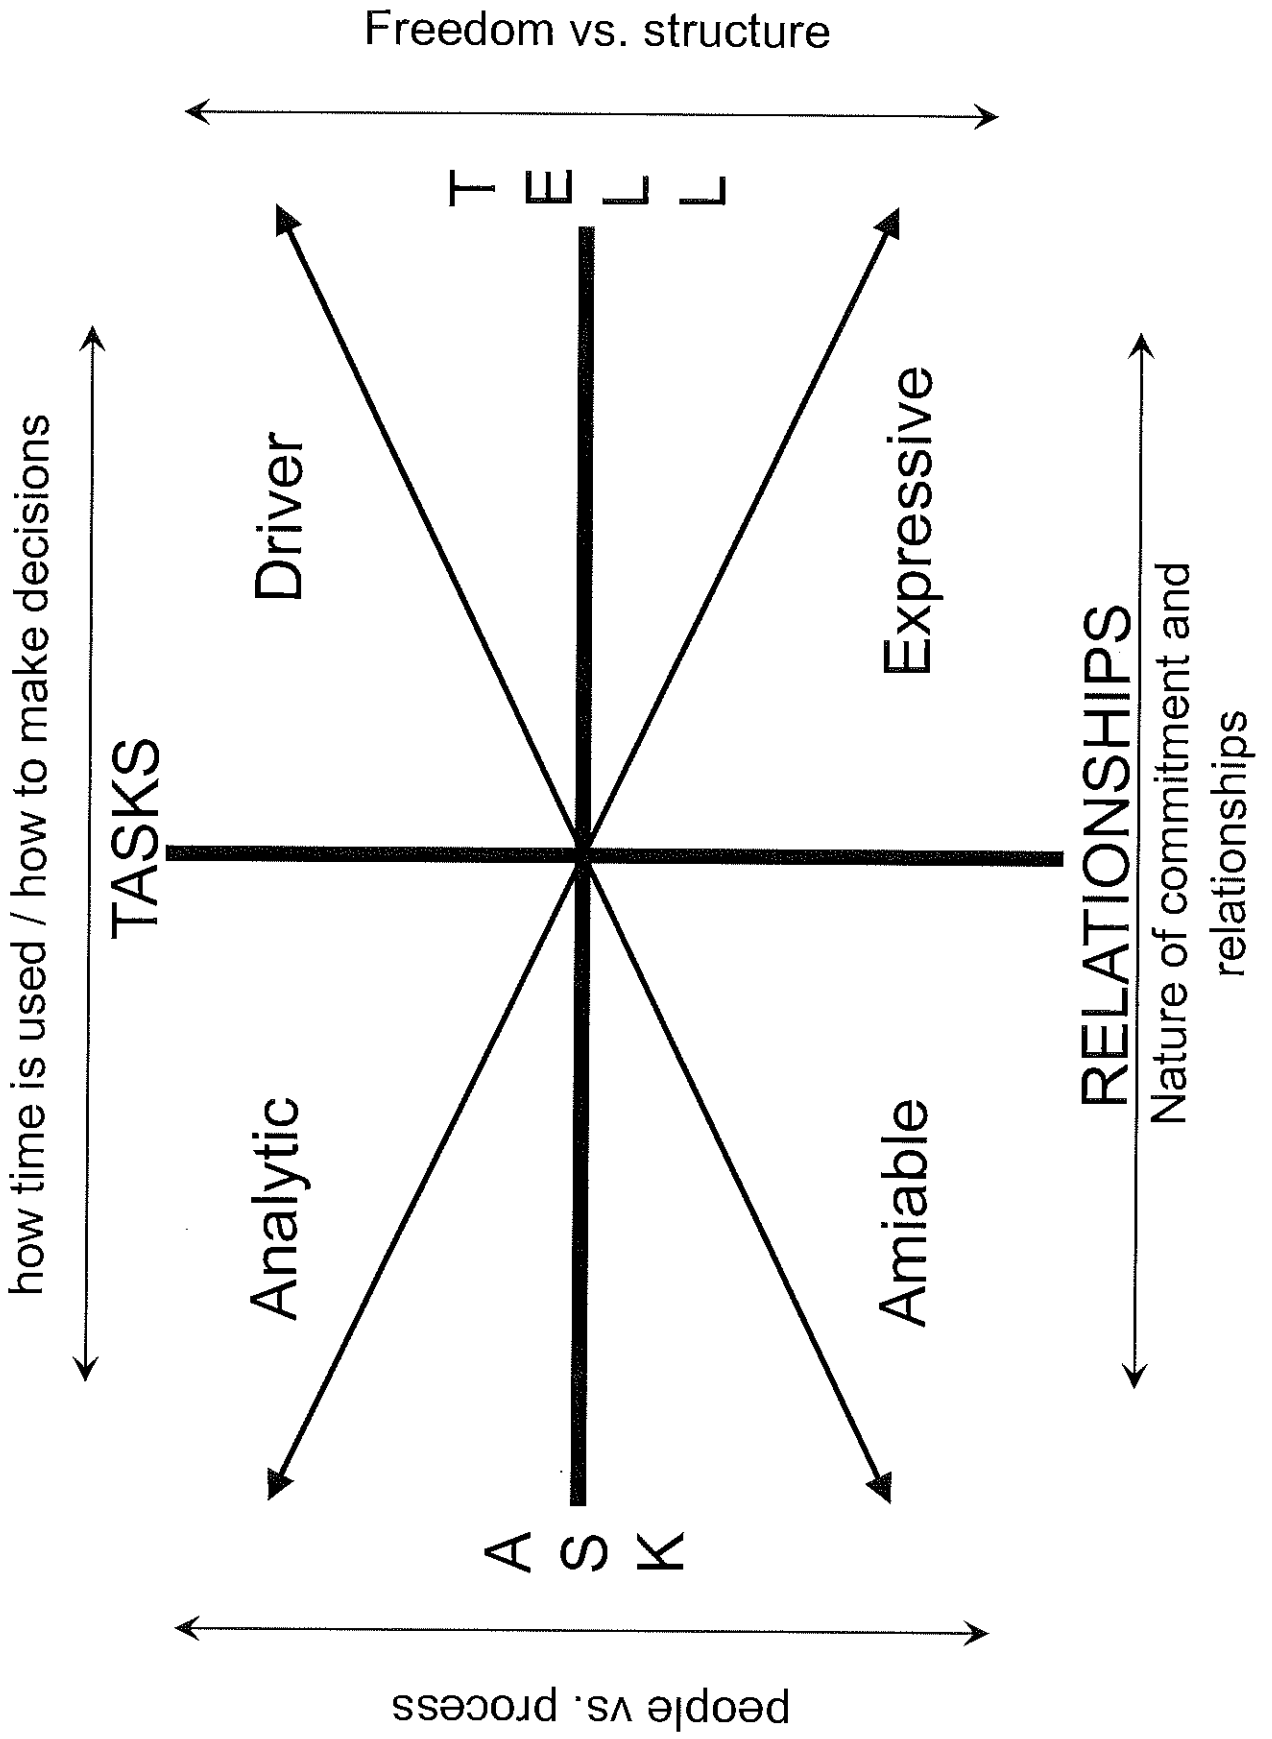 how time is used / how to make decisions
TASKS
Analytic
Driver
people vs. process
ASK
TELL
Freedom vs. structure
Amiable
Expressive
RELATIONSHIPS
Nature of commitment and
relationships